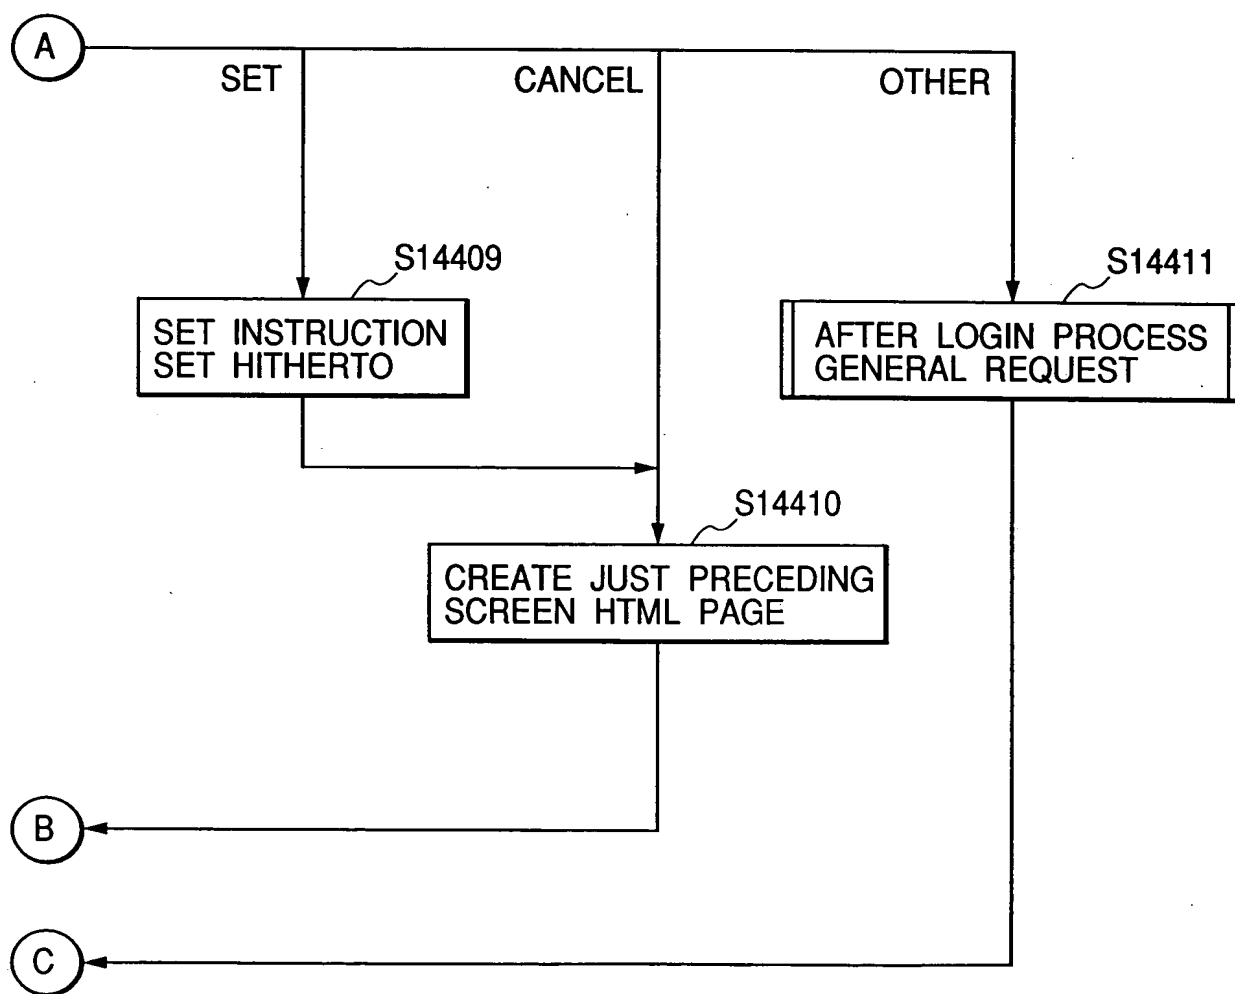 A
SET
CANCEL
OTHER
S14409
S14411
SET INSTRUCTION
SET HITHERTO
AFTER LOGIN PROCESS
GENERAL REQUEST
S14410
CREATE JUST PRECEDING
SCREEN HTML PAGE
B
C